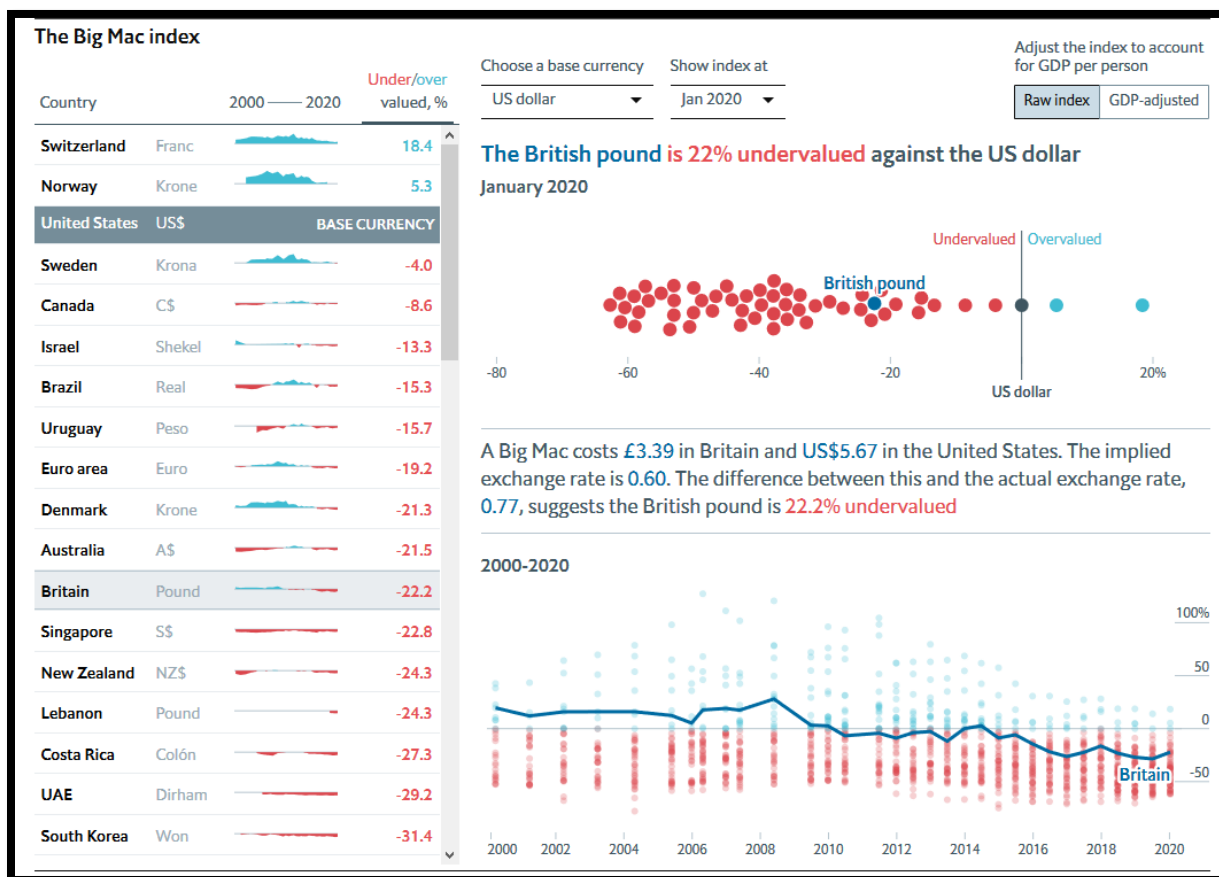 The Big Mac index
Country 2000 2020 Under/over valued, %
Switzerland Franc 18.4
Norway Krone 5.3
United States US$ BASE CURRENCY
Sweden Krona -4.0
Canada C$ -8.6
Israel Shekel -13.3
Brazil Real -15.3
Uruguay Peso -15.7
Euro area Euro -19.2
Denmark Krone -21.3
Australia A$ -21.5
Britain Pound -22.2
Singapore S$ -22.8
New Zealand NZ$ -24.3
Lebanon Pound -24.3
Costa Rica Colón -27.3
UAE Dirham -29.2
South Korea Won -31.4
Choose a base currency
US dollar
Show index at
Jan 2020
Adjust the index to account
for GDP per person
Raw index GDP-adjusted
The British pound is 22% undervalued against the US dollar
January 2020
Undervalued Overvalued
British pound
-80 -60 -40 -20 20%
US dollar
A Big Mac costs £3.39 in Britain and US$5.67 in the United States. The implied
exchange rate is 0.60. The difference between this and the actual exchange rate,
0.77, suggests the British pound is 22.2% undervalued
2000-2020
100%
50
0
Britain
-50
2000 2002 2004 2006 2008 2010 2012 2014 2016 2018 2020